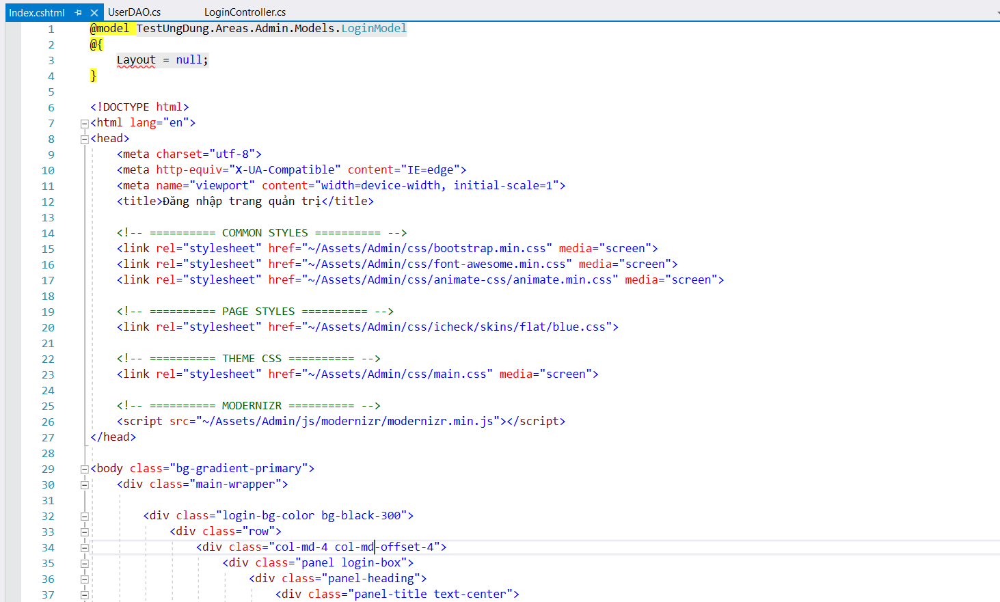 Index.cshtml UserDAO.cs LoginController.cs
1 @model TestUngDung.Areas.Admin.Models.LoginModel
2 @{
3 Layout = null;
4 }
5
6 <!DOCTYPE html>
7 <html lang="en">
8 <head>
9 <meta charset="utf-8">
10 <meta http-equiv="X-UA-Compatible" content="IE=edge">
11 <meta name="viewport" content="width=device-width, initial-scale=1">
12 <title>Đăng nhập trang quản trị</title>
13
14 <!-- ========== COMMON STYLES ========== -->
15 <link rel="stylesheet" href="~/Assets/Admin/css/bootstrap.min.css" media="screen">
16 <link rel="stylesheet" href="~/Assets/Admin/css/font-awesome.min.css" media="screen">
17 <link rel="stylesheet" href="~/Assets/Admin/css/animate-css/animate.min.css" media="screen">
18
19 <!-- ========== PAGE STYLES ========== -->
20 <link rel="stylesheet" href="~/Assets/Admin/css/icheck/skins/flat/blue.css">
21
22 <!-- ========== THEME CSS ========== -->
23 <link rel="stylesheet" href="~/Assets/Admin/css/main.css" media="screen">
24
25 <!-- ========== MODERNIZR ========== -->
26 <script src="~/Assets/Admin/js/modernizr/modernizr.min.js"></script>
27 </head>
28
29 <body class="bg-gradient-primary">
30 <div class="main-wrapper">
31
32 <div class="login-bg-color bg-black-300">
33 <div class="row">
34 <div class="col-md-4 col-md-offset-4">
35 <div class="panel login-box">
36 <div class="panel-heading">
37 <div class="panel-title text-center">